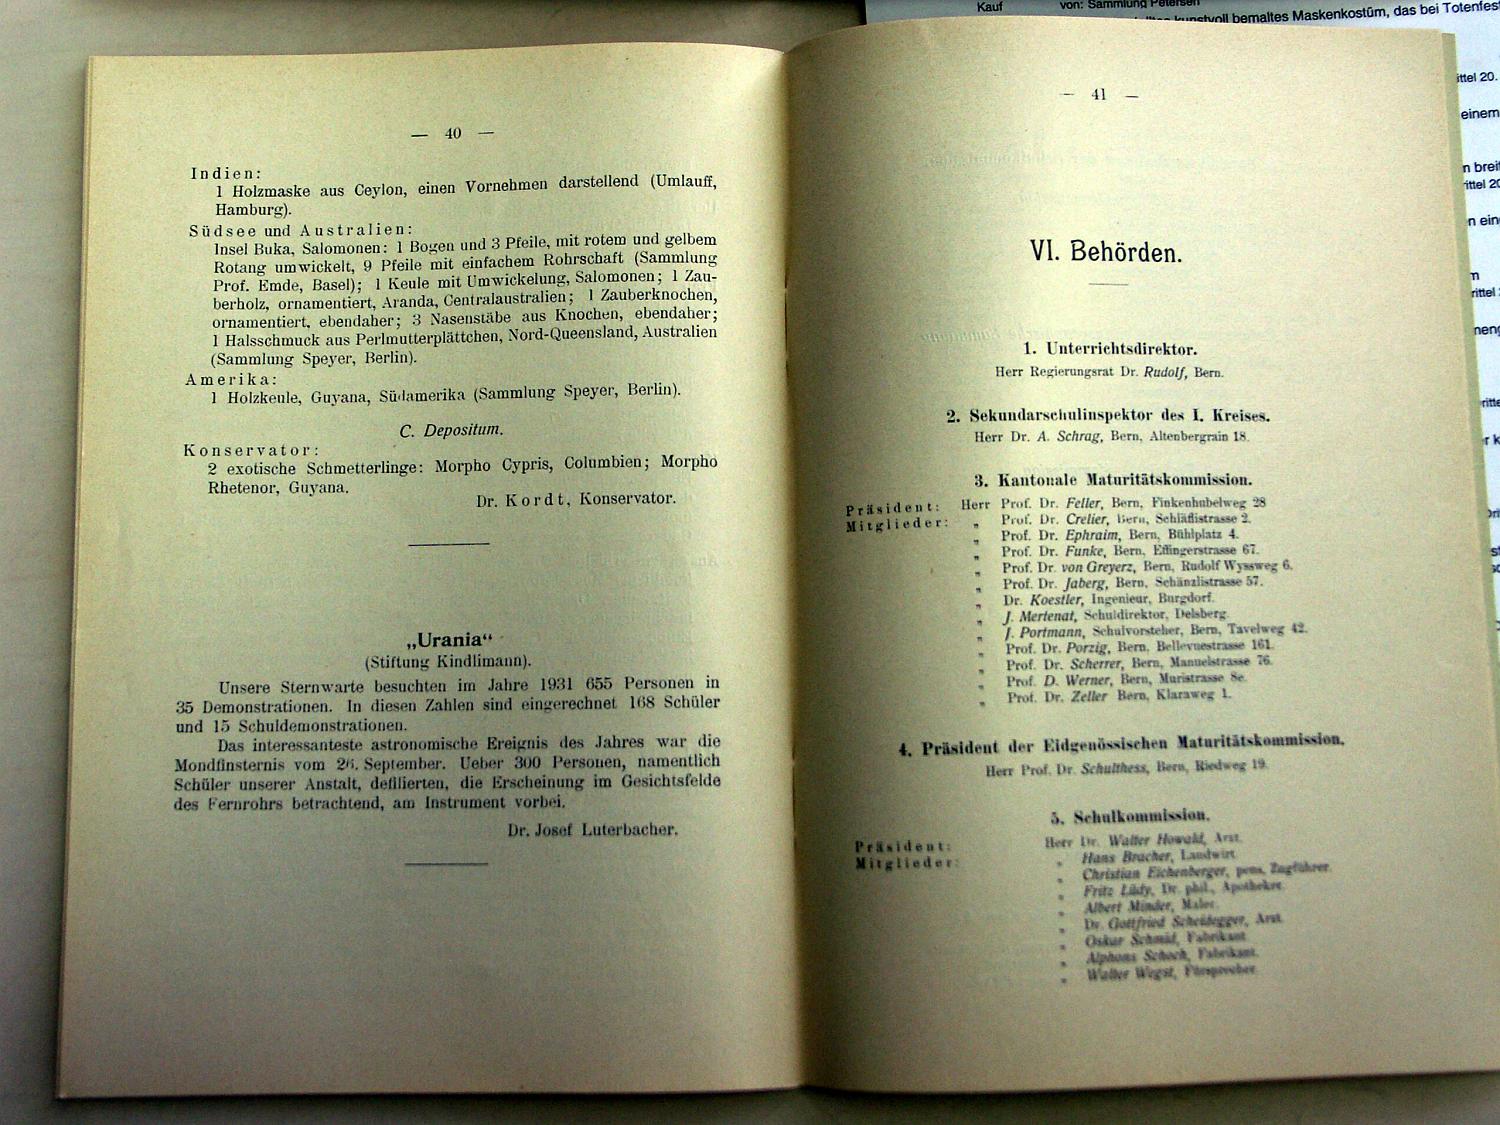 — 40 —
Indien:
1 Holzmaske aus Ceylon, einen Vornehmen darstellend (Umlauff,
Hamburg).
Südsee und Australien:
Insel Buka, Salomonen: 1 Bogen und 3 Pfeile, mit rotem und gelbem
Rotang umwickelt, 9 Pfeile mit einfachem Rohrschaft (Sammlung
Prof. Emde, Basel); 1 Keule mit Umwickelung, Salomonen; 1 Zau-
berholz, ornamentiert, Aranda, Centralaustralien; 1 Zauberknochen,
ornamentiert, ebendaher; 3 Nasenstäbe aus Knochen, ebendaher;
1 Halsschmuck aus Perlmutterplättchen, Nord-Queensland, Australien
(Sammlung Speyer, Berlin).
Amerika:
1 Holzkeule, Guyana, Südamerika (Sammlung Speyer, Berlin).
C. Depositum.
Konservator:
2 exotische Schmetterlinge: Morpho Cypris, Columbien; Morpho
Rhetenor, Guyana.
Dr. Kordt, Konservator.
„Urania“
(Stiftung Kindlimann).
Unsere Sternwarte besuchten im Jahre 1931 655 Personen in
35 Demonstrationen. In diesen Zahlen sind eingerechnet 168 Schüler
und 15 Schuldemonstrationen.
Das interessanteste astronomische Ereignis des Jahres war die
Mondfinsternis vom 26. September. Ueber 300 Personen, namentlich
Schüler unserer Anstalt, defilierten, die Erscheinung im Gesichtsfelde
des Fernrohrs betrachtend, am Instrument vorbei.
Dr. Josef Luterbacher.
— 41 —
VI. Behörden.
1. Unterrichtsdirektor.
Herr Regierungsrat Dr. Rudolf, Bern.
2. Sekundarschulinspektor des I. Kreises.
Herr Dr. A. Schrag, Bern, Altenbergrain 18.
3. Kantonale Maturitätskommission.
Präsident: Herr Prof. Dr. Feller, Bern, Finkenhubelweg 28
Mitglieder: „ Prof. Dr. Crelier, Bern, Schläflistrasse 2.
„ Prof. Dr. Ephraim, Bern, Bühlplatz 4.
„ Prof. Dr. Funke, Bern, Effingerstrasse 67.
„ Prof. Dr. von Greyerz, Bern, Rudolf Wyssweg 6.
„ Prof. Dr. Jaberg, Bern, Schänzlistrasse 57.
„ Dr. Koestler, Ingenieur, Burgdorf.
„ J. Mertenat, Schuldirektor, Delsberg.
„ J. Portmann, Schulvorsteher, Bern, Tavelweg 42.
„ Prof. Dr. Porzig, Bern, Bellevuestrasse 161.
„ Prof. Dr. Scherrer, Bern, Manuelstrasse 76.
„ Prof. D. Werner, Bern, Muristrasse 8e.
„ Prof. Dr. Zeller Bern, Klaraweg 1.
4. Präsident der Eidgenössischen Maturitätskommission.
Herr Prof. Dr. Schulthess, Bern, Riedweg 19.
5. Schulkommission.
Präsident: Herr Dr. Walter Howald, Arzt.
Mitglieder: „ Hans Bracher, Landwirt.
„ Christian Eichenberger, pens. Zugführer.
„ Fritz Lüdy, Dr. phil., Apotheker.
„ Albert Minder, Maler.
„ Dr. Gottfried Scheidegger, Arzt.
„ Oskar Schmid, Fabrikant.
„ Alphons Schoch, Fabrikant.
„ Walter Wegst, Fürsprecher.
Kauf von: Sammlung Petersen
kunstvoll bemaltes Maskenkostüm, das bei Totenfest
ittel 20.
einem
n breit